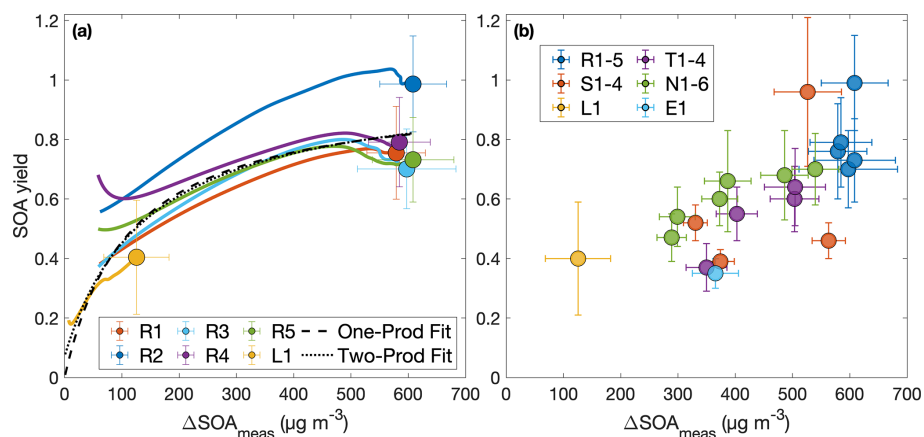 (a)
SOA yield
1.2
1
0.8
0.6
0.4
0.2
0
0 100 200 300 400 500 600 700
ΔSOAmeas (µg m-3)
R1 R3 R5 One-Prod Fit
R2 R4 L1 Two-Prod Fit
(b)
R1-5 T1-4
S1-4 N1-6
L1 E1
1.2
1
0.8
0.6
0.4
0.2
0
0 100 200 300 400 500 600 700
ΔSOAmeas (µg m-3)